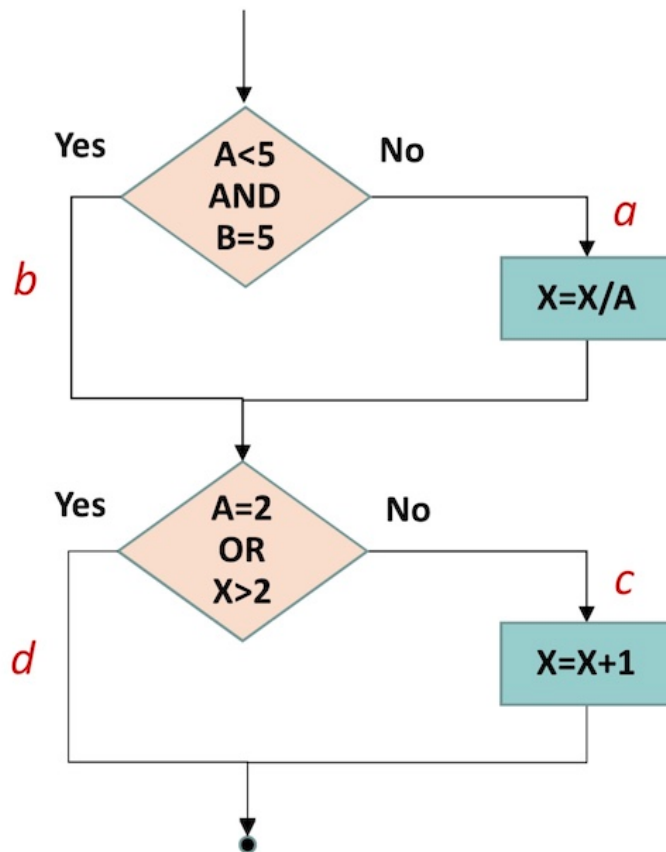 Yes
A<5
AND
B=5
No
a
b
X=X/A
Yes
A=2
OR
X>2
No
c
d
X=X+1